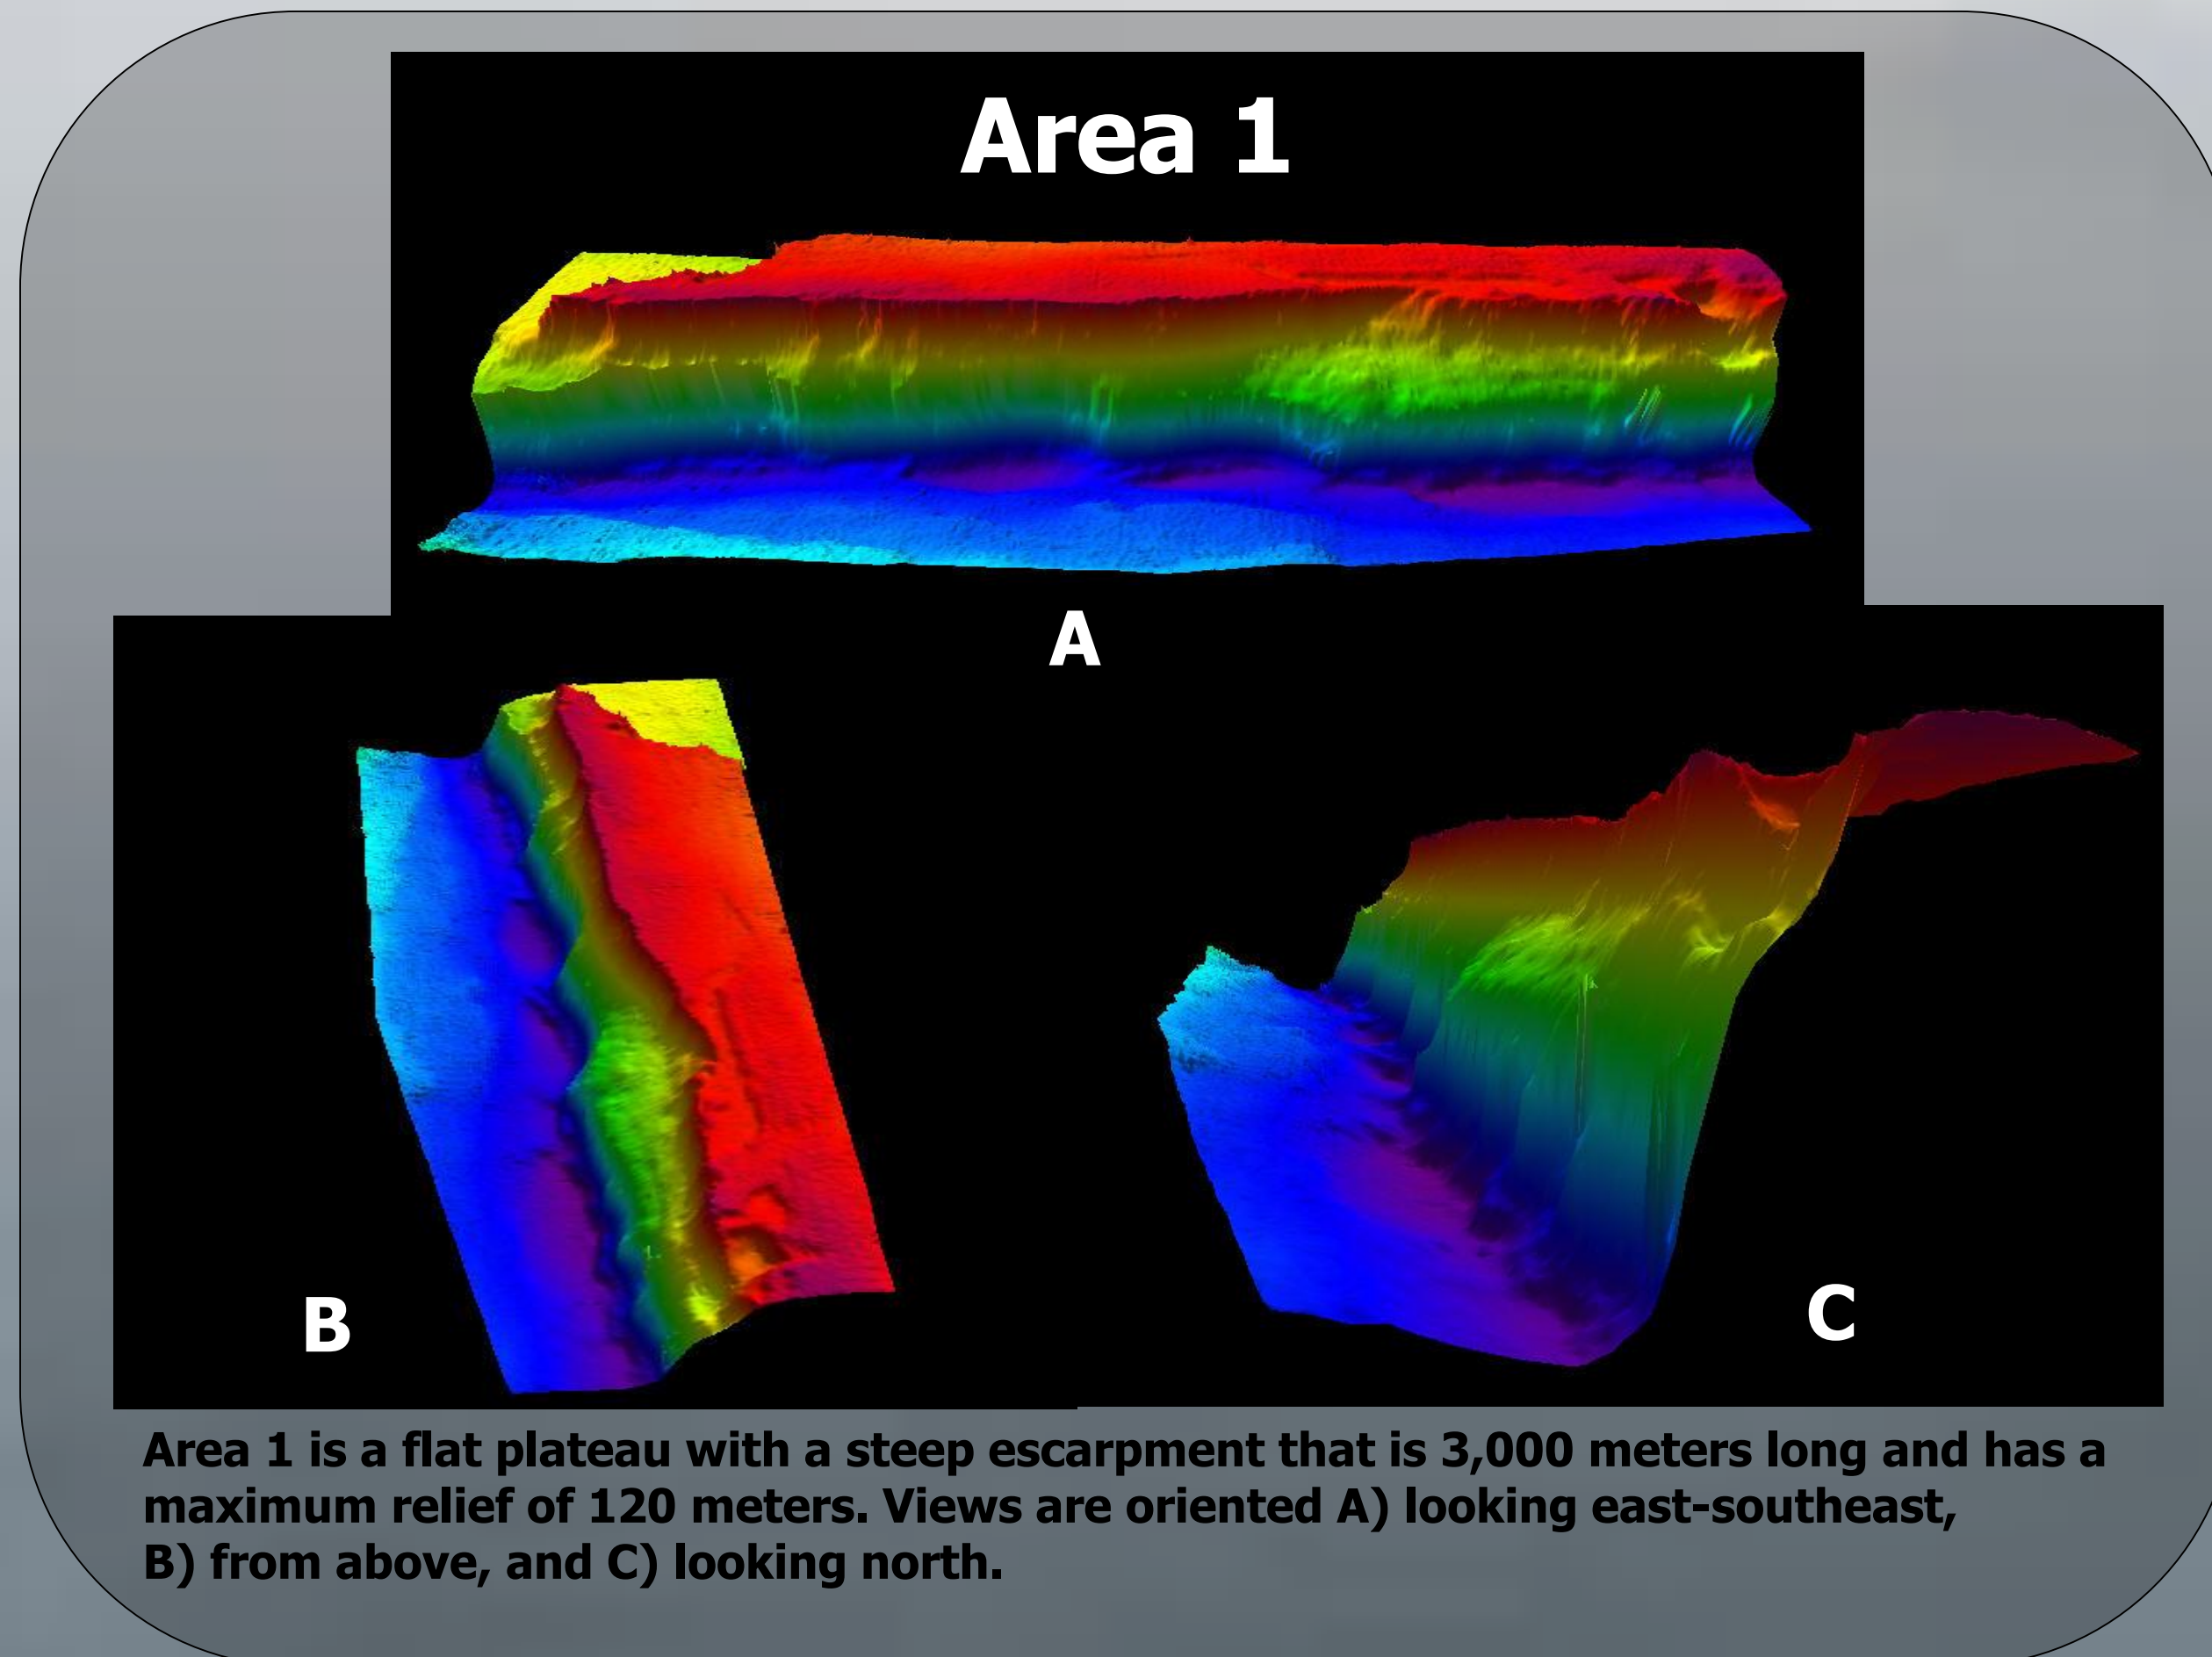 Area 1
A
B
C
Area 1 is a flat plateau with a steep escarpment that is 3,000 meters long and has a
maximum relief of 120 meters. Views are oriented A) looking east-southeast,
B) from above, and C) looking north.